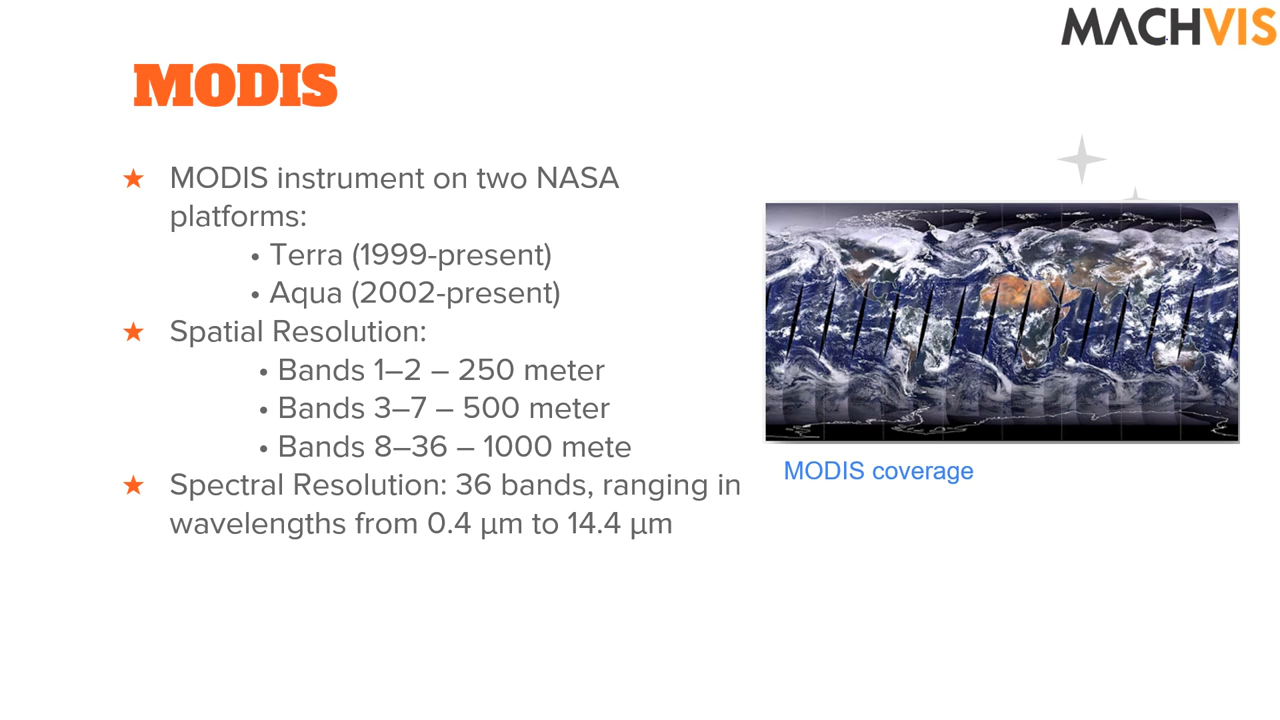 MACHVIS
MODIS
★ MODIS instrument on two NASA
platforms:
• Terra (1999-present)
• Aqua (2002-present)
★ Spatial Resolution:
• Bands 1–2 – 250 meter
• Bands 3–7 – 500 meter
• Bands 8–36 – 1000 mete
★ Spectral Resolution: 36 bands, ranging in
wavelengths from 0.4 μm to 14.4 μm
MODIS coverage